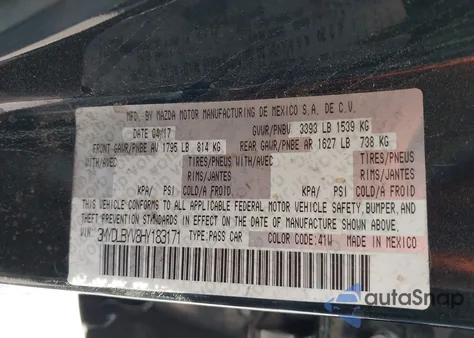 MFD. BY MAZDA MOTOR MANUFACTURING DE MEXICO S.A. DE C.V.
DATE 04/17 GVWR/PNBV 3393 LB 1539 KG
FRONT GAWR/PNBE AV 1795 LB 814 KG REAR GAWR/PNBE AR 1627 LB 738 KG
WITH/AVEC TIRES/PNEUS WITH/AVEC TIRES/PNEUS
RIMS/JANTES RIMS/JANTES
KPA/ PSI COLD/A FROID KPA/ PSI COLD/A FROID
THIS VEHICLE CONFORMS TO ALL APPLICABLE FEDERAL MOTOR VEHICLE SAFETY, BUMPER, AND
THEFT PREVENTION STANDARDS IN EFFECT ON THE DATE OF MANUFACTURE SHOWN ABOVE.
VIN: 3MYDLBYV8HY183171 TYPE:PASS CAR COLOR CODE:41W MADE IN
MEXICO
autoSnap